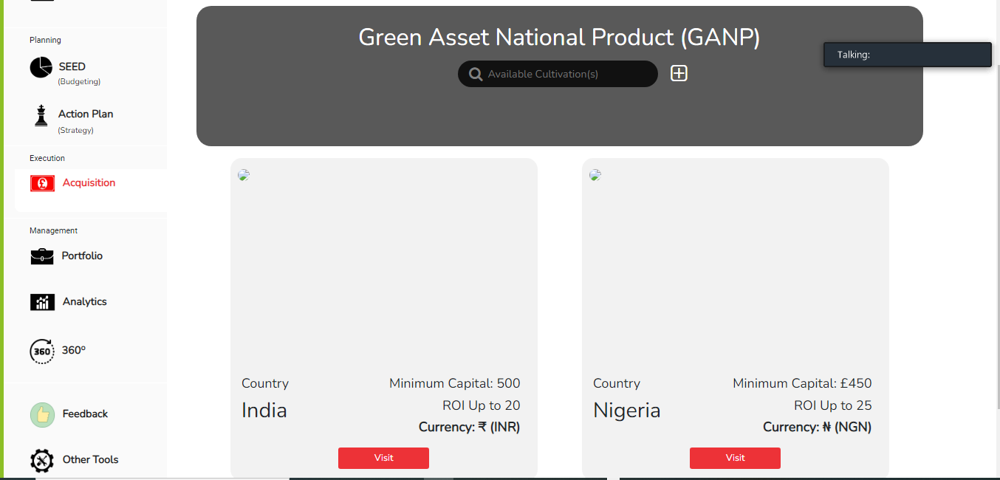 Planning
SEED
(Budgeting)
Action Plan
(Strategy)
Execution
Acquisition
Management
Portfolio
Analytics
360
360º
Feedback
Other Tools
Green Asset National Product (GANP)
Available Cultivation(s)
Talking:
Country
India
Minimum Capital: 500
ROI Up to 20
Currency: ₹ (INR)
Visit
Country
Nigeria
Minimum Capital: £450
ROI Up to 25
Currency: ₦ (NGN)
Visit